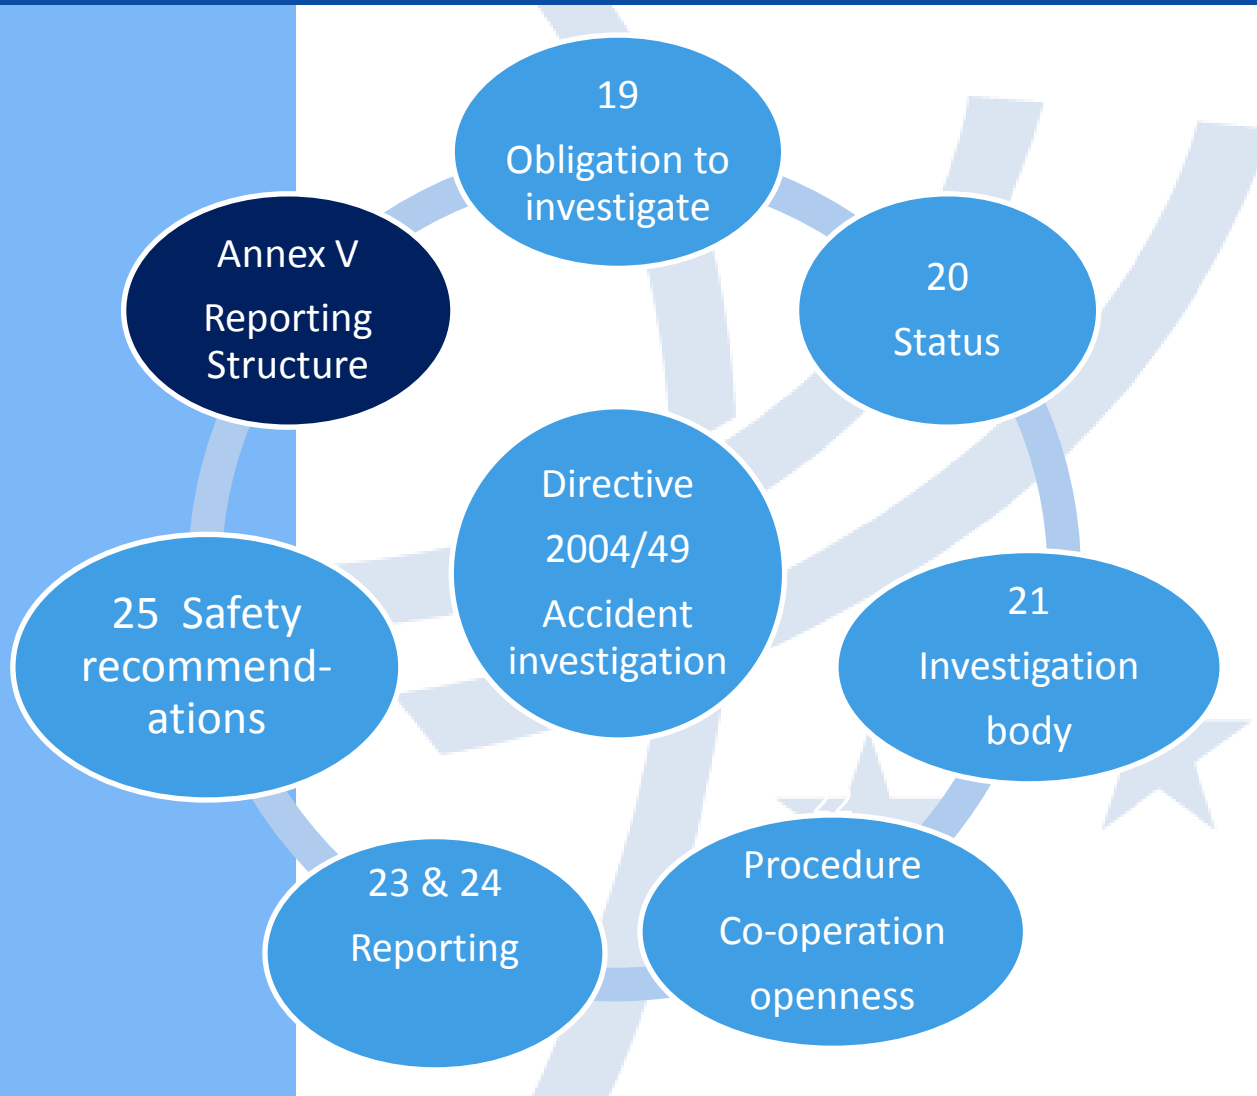 19
Obligation to
investigate
20
Status
21
Investigation
body
Procedure
Co-operation
openness
23 & 24
Reporting
25  Safety
recommend-
ations
Annex V
Reporting
Structure
Directive
2004/49
Accident
investigation